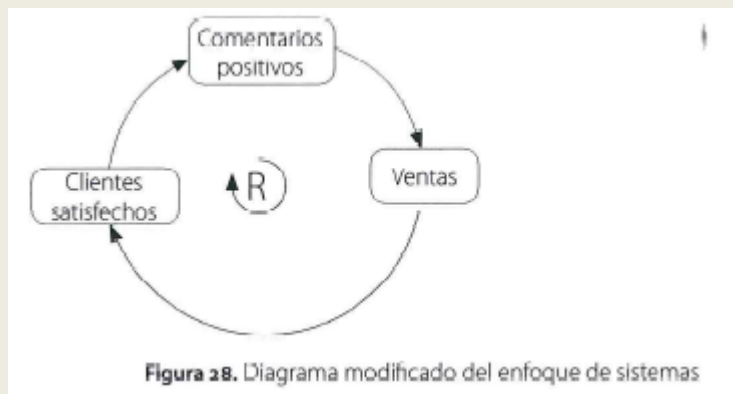 Comentarios
positivos
Ventas
Clientes
satisfechos
R
Figura 28. Diagrama modificado del enfoque de sistemas